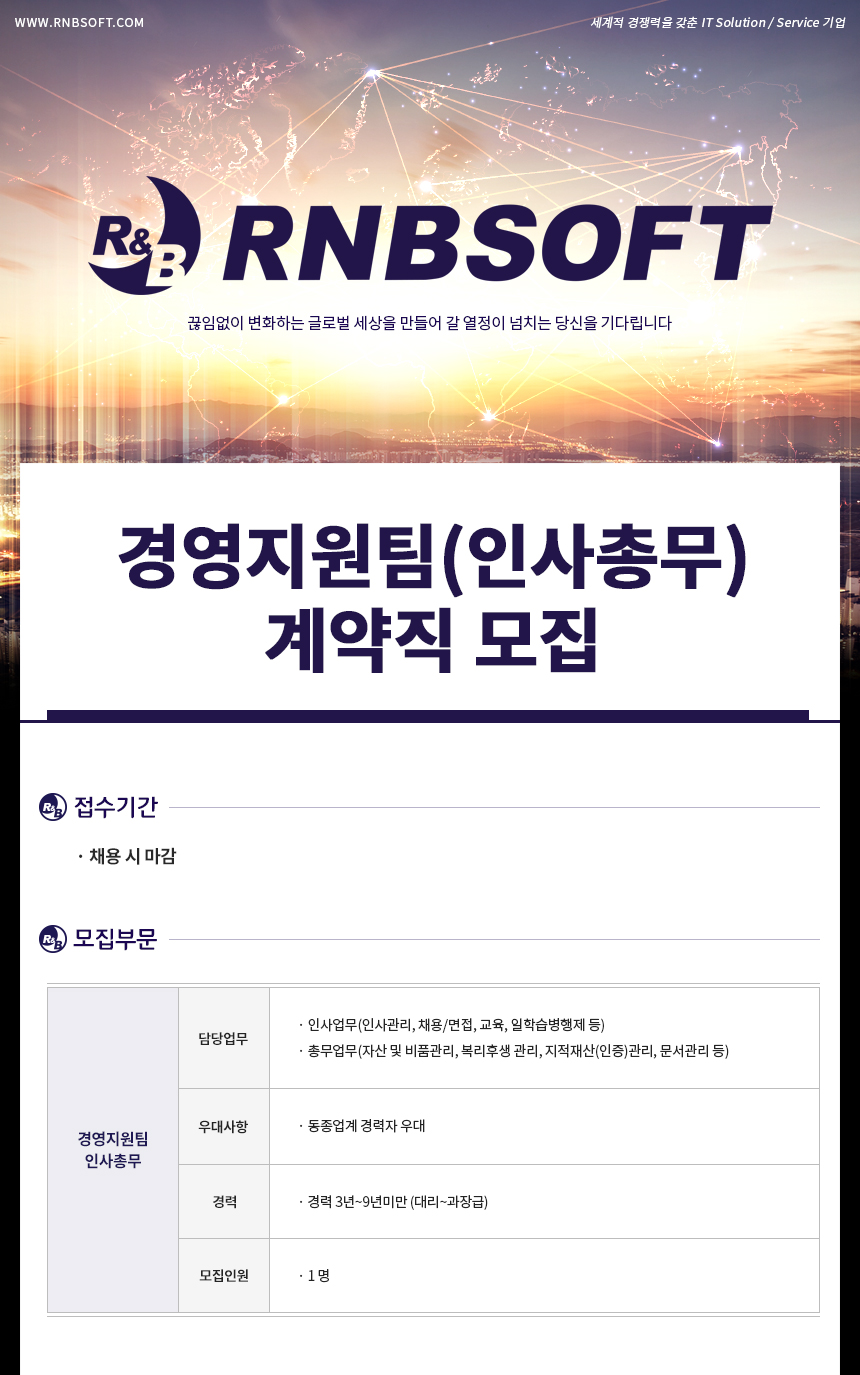 WWW.RNBSOFT.COM
세계적 경쟁력을 갖춘 IT Solution / Service 기업
R&B RNBSOFT
끊임없이 변화하는 글로벌 세상을 만들어 갈 열정이 넘치는 당신을 기다립니다
경영지원팀(인사총무)
계약직 모집
R&B 접수기간
· 채용 시 마감
R&B 모집부문
경영지원팀
인사총무
담당업무
· 인사업무(인사관리, 채용/면접, 교육, 일학습병행제 등)
· 총무업무(자산 및 비품관리, 복리후생 관리, 지적재산(인증)관리, 문서관리 등)
우대사항
· 동종업계 경력자 우대
경력
· 경력 3년~9년미만 (대리~과장급)
모집인원
· 1 명